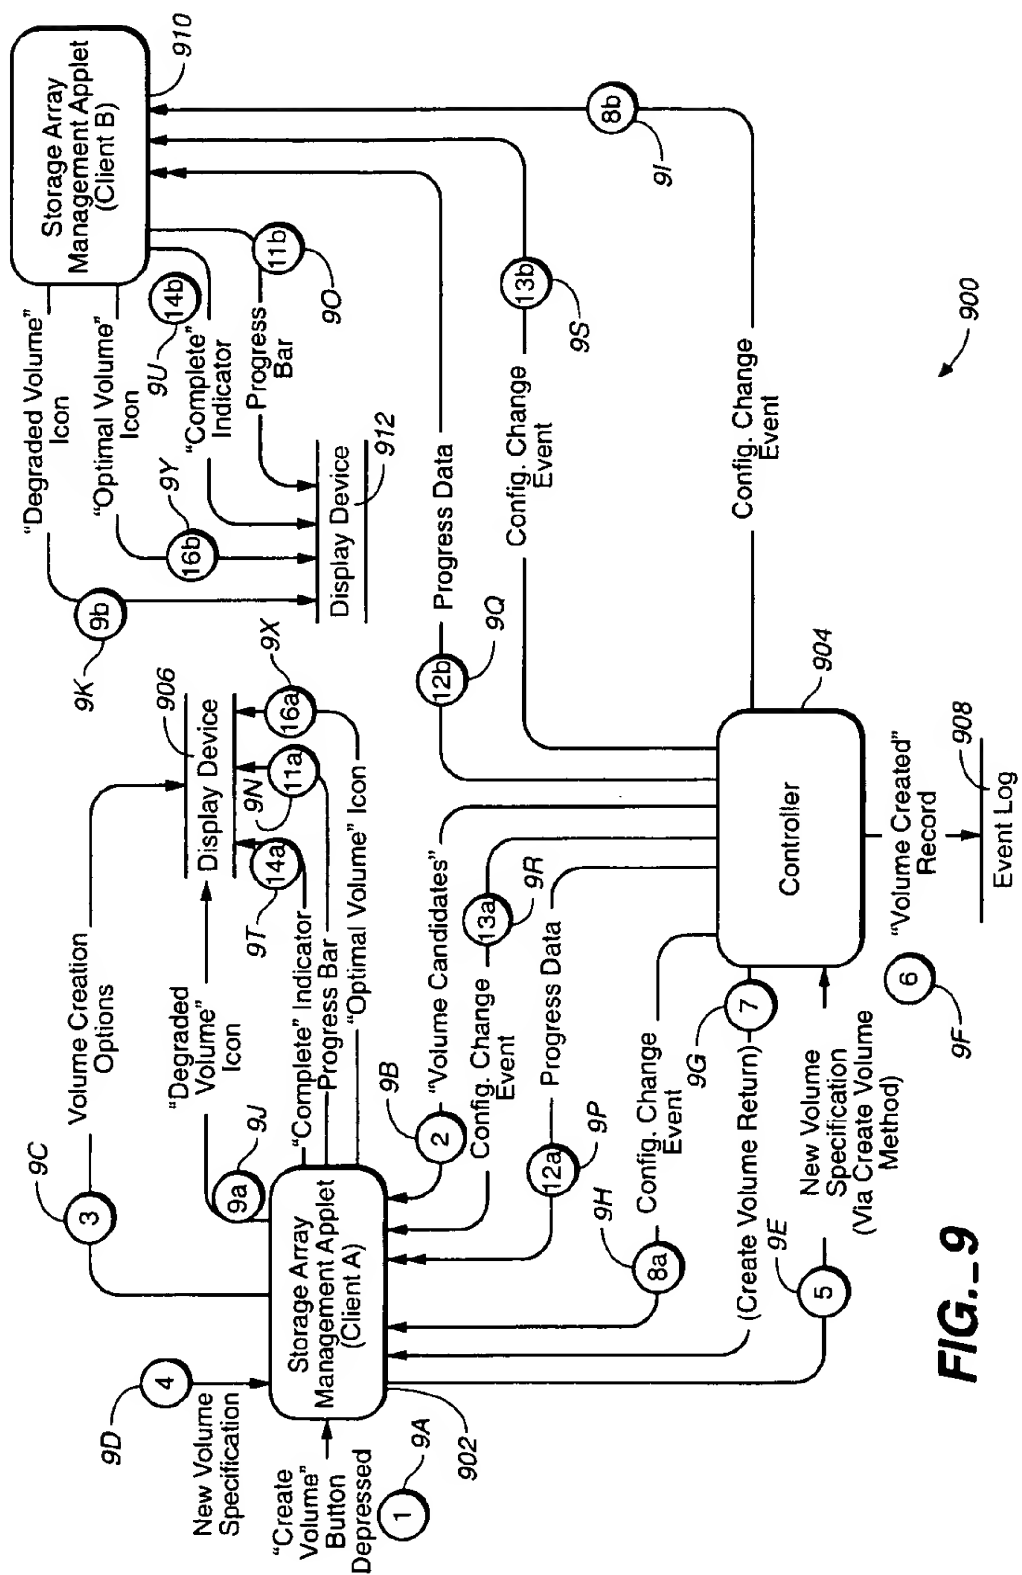 9D
4
New Volume
Specification
"Create
Volume"
Button
Depressed
1
9A
902
Storage Array
Management Applet
(Client A)
9C
3
Volume Creation
Options
9a
9J
"Degraded
Volume"
Icon
"Complete" Indicator
Progress Bar
"Optimal Volume" Icon
9T
14a
9N
11a
16a
9X
Display Device
906
9B
2
"Volume Candidates"
Config. Change
Event
13a
9R
12a
9P
Progress Data
9H
8a
Config. Change
Event
9G
7
(Create Volume Return)
9E
5
New Volume
Specification
(Via Create Volume
Method)
6
9F
"Volume Created"
Record
Event Log
908
Controller
904
9K
9b
"Degraded Volume"
Icon
"Optimal Volume"
Icon
16b
9Y
9U
14b
"Complete"
Indicator
Progress
Bar
11b
9O
Display Device
912
Storage Array
Management Applet
(Client B)
910
12b
9Q
Progress Data
Config. Change
Event
13b
9S
Config. Change
Event
8b
9I
900
FIG._9